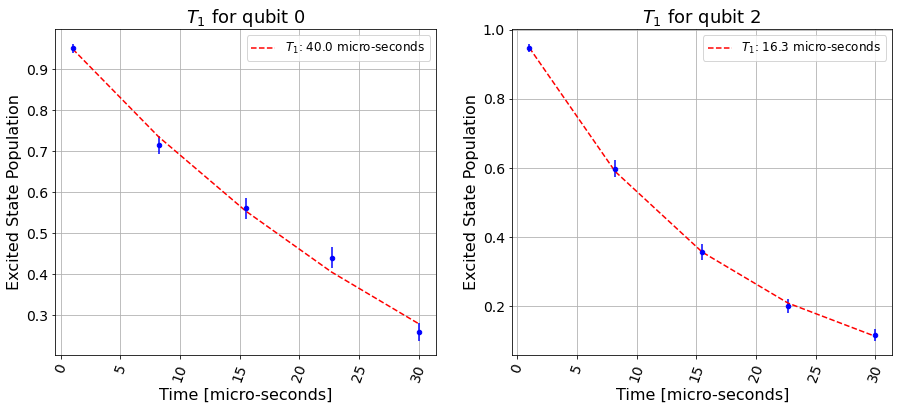 T₁ for qubit 0
T₁: 40.0 micro-seconds
Excited State Population
0.9
0.8
0.7
0.6
0.5
0.4
0.3
0 5 10 15 20 25 30
Time [micro-seconds]
T₁ for qubit 2
T₁: 16.3 micro-seconds
Excited State Population
1.0
0.8
0.6
0.4
0.2
0 5 10 15 20 25 30
Time [micro-seconds]